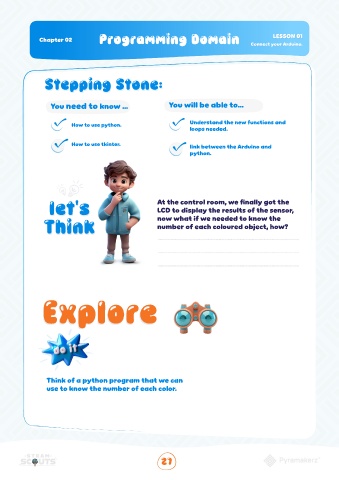 Chapter 02
Programming Domain
LESSON 01
Connect your Arduino.
Stepping Stone:
You need to know ...
You will be able to...
How to use python.
Understand the new functions and
loops needed.
How to use tkinter.
link between the Arduino and
python.
let's
Think
At the control room, we finally got the
LCD to display the results of the sensor,
now what if we needed to know the
number of each coloured object, how?
Explore
do it
Think of a python program that we can
use to know the number of each color.
SCOUTS
27
Pyramakerz